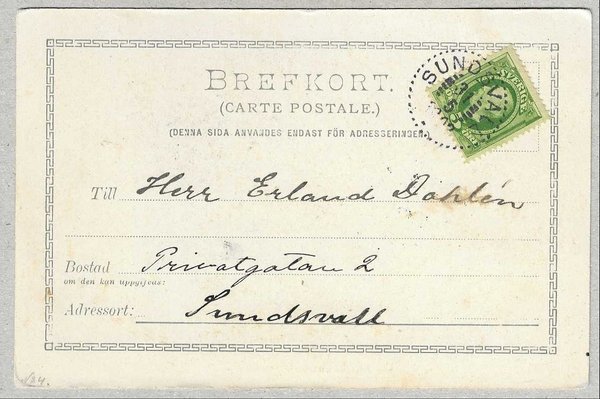 BREFKORT.
(CARTE POSTALE.)
(DENNA SIDA ANVÄNDES ENDAST FÖR ADRESSERINGEN
SUNDSVALL
SVERIGE
Till Herr Erland Dahlén
Bostad Privatgatan 2
om den kan uppgifvas:
Adressort: Sundsvall